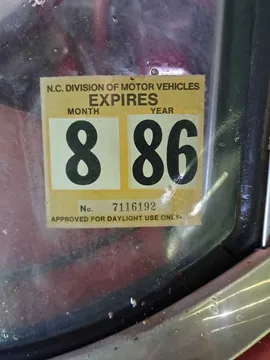 N.C. DIVISION OF MOTOR VEHICLES
EXPIRES
MONTH YEAR
8 86
No. 7116192
APPROVED FOR DAYLIGHT USE ONLY